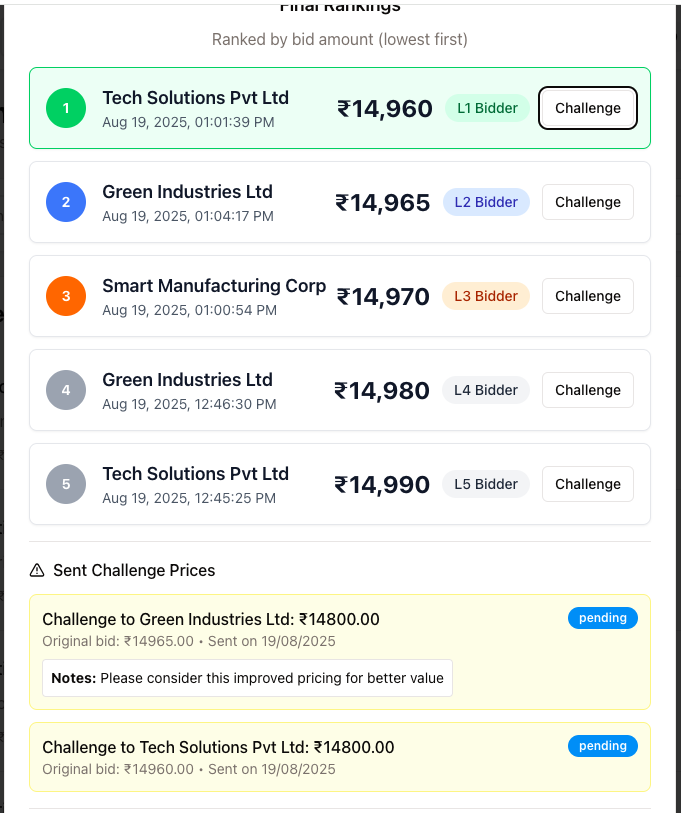 Final Rankings
Ranked by bid amount (lowest first)
1
Tech Solutions Pvt Ltd
Aug 19, 2025, 01:01:39 PM
₹14,960
L1 Bidder
Challenge
2
Green Industries Ltd
Aug 19, 2025, 01:04:17 PM
₹14,965
L2 Bidder
Challenge
3
Smart Manufacturing Corp
Aug 19, 2025, 01:00:54 PM
₹14,970
L3 Bidder
Challenge
4
Green Industries Ltd
Aug 19, 2025, 12:46:30 PM
₹14,980
L4 Bidder
Challenge
5
Tech Solutions Pvt Ltd
Aug 19, 2025, 12:45:25 PM
₹14,990
L5 Bidder
Challenge
Sent Challenge Prices
Challenge to Green Industries Ltd: ₹14800.00
pending
Original bid: ₹14965.00 • Sent on 19/08/2025
Notes: Please consider this improved pricing for better value
Challenge to Tech Solutions Pvt Ltd: ₹14800.00
pending
Original bid: ₹14960.00 • Sent on 19/08/2025